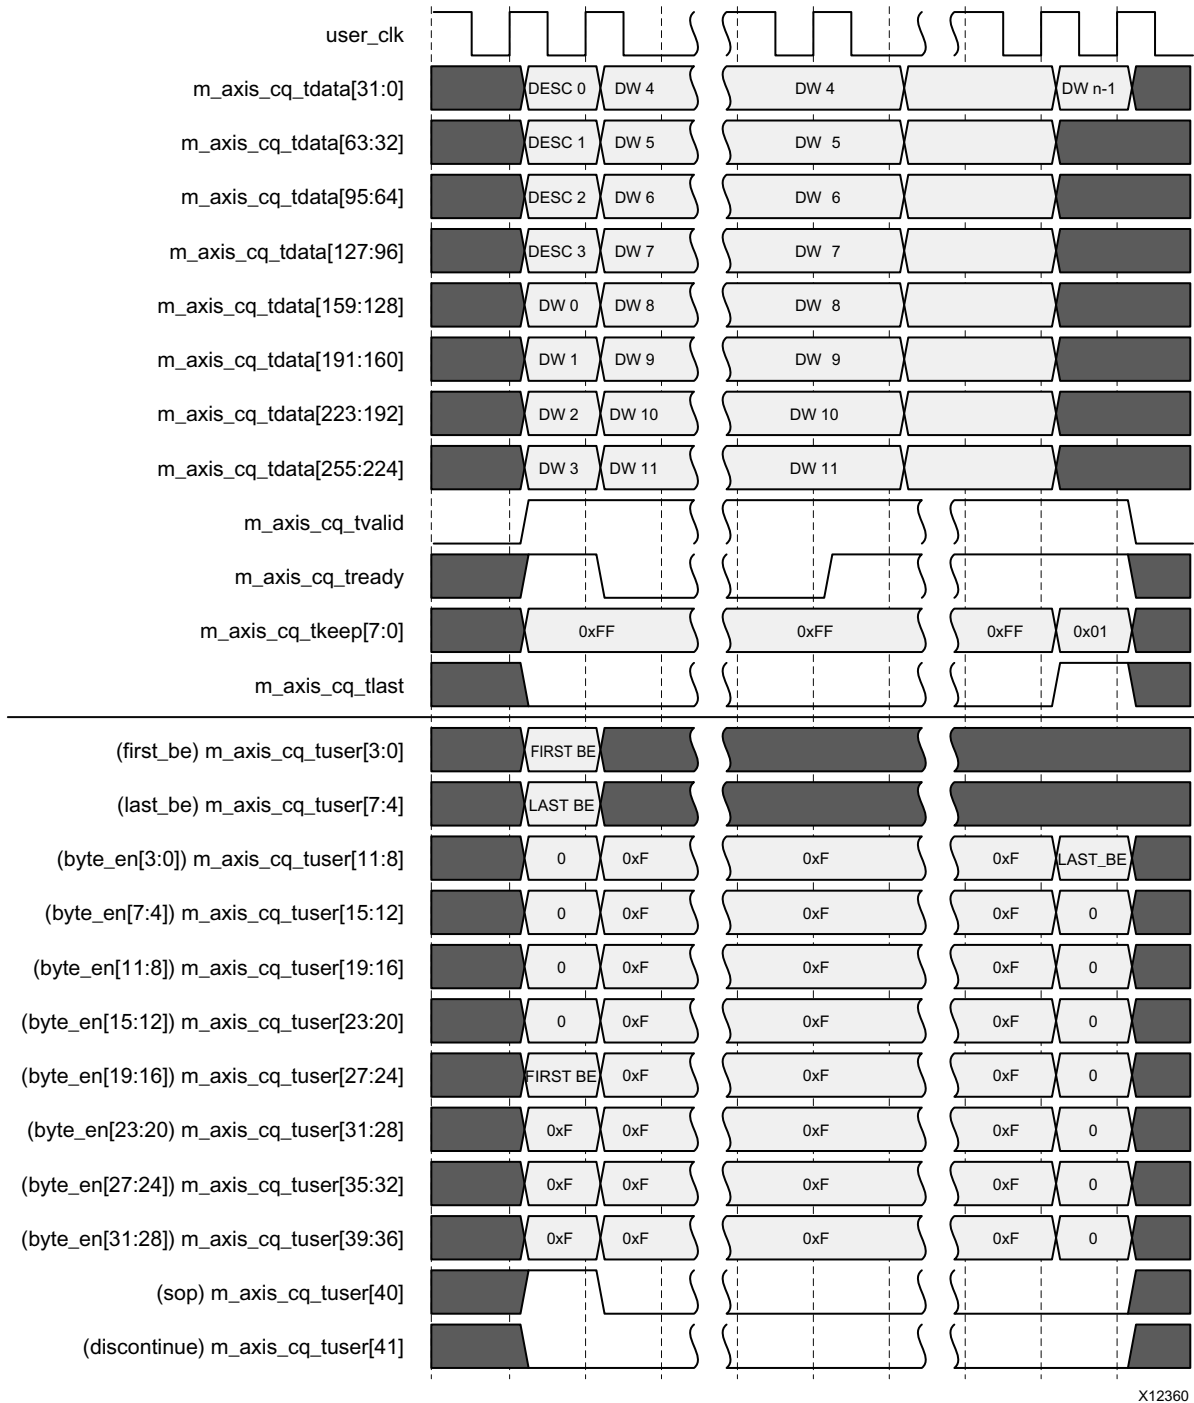 user_clk
m_axis_cq_tdata[31:0] DESC 0 DW 4 DW 4 DW n-1
m_axis_cq_tdata[63:32] DESC 1 DW 5 DW 5
m_axis_cq_tdata[95:64] DESC 2 DW 6 DW 6
m_axis_cq_tdata[127:96] DESC 3 DW 7 DW 7
m_axis_cq_tdata[159:128] DW 0 DW 8 DW 8
m_axis_cq_tdata[191:160] DW 1 DW 9 DW 9
m_axis_cq_tdata[223:192] DW 2 DW 10 DW 10
m_axis_cq_tdata[255:224] DW 3 DW 11 DW 11
m_axis_cq_tvalid
m_axis_cq_tready
m_axis_cq_tkeep[7:0] 0xFF 0xFF 0xFF 0x01
m_axis_cq_tlast
(first_be) m_axis_cq_tuser[3:0] FIRST BE
(last_be) m_axis_cq_tuser[7:4] LAST BE
(byte_en[3:0]) m_axis_cq_tuser[11:8] 0 0xF 0xF 0xF LAST_BE
(byte_en[7:4]) m_axis_cq_tuser[15:12] 0 0xF 0xF 0xF 0
(byte_en[11:8]) m_axis_cq_tuser[19:16] 0 0xF 0xF 0xF 0
(byte_en[15:12]) m_axis_cq_tuser[23:20] 0 0xF 0xF 0xF 0
(byte_en[19:16]) m_axis_cq_tuser[27:24] FIRST BE 0xF 0xF 0xF 0
(byte_en[23:20) m_axis_cq_tuser[31:28] 0xF 0xF 0xF 0xF 0
(byte_en[27:24]) m_axis_cq_tuser[35:32] 0xF 0xF 0xF 0xF 0
(byte_en[31:28]) m_axis_cq_tuser[39:36] 0xF 0xF 0xF 0xF 0
(sop) m_axis_cq_tuser[40]
(discontinue) m_axis_cq_tuser[41]
X12360